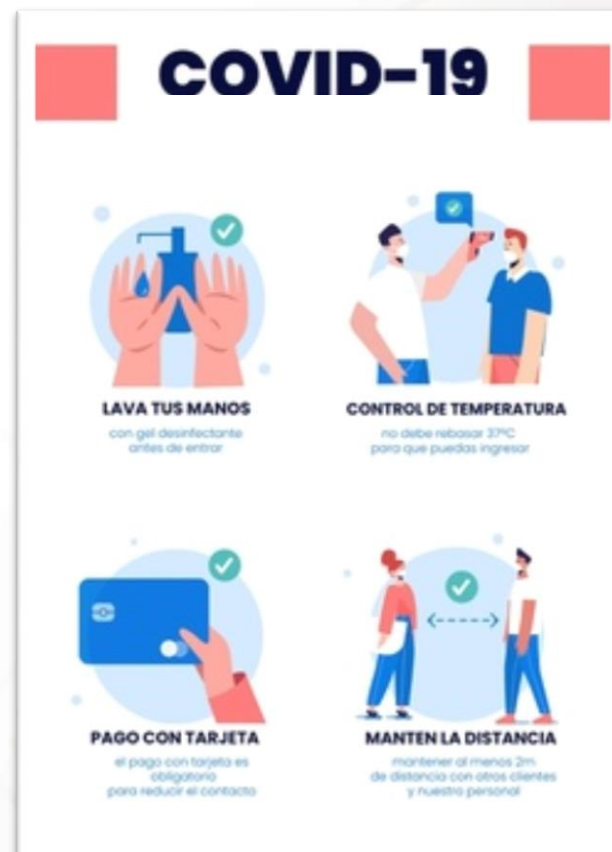 COVID-19
LAVA TUS MANOS
con gel desinfectante
antes de entrar
CONTROL DE TEMPERATURA
no debe rebasar 37°C
para que puedas ingresar
PAGO CON TARJETA
el pago con tarjeta es
obligatorio
para reducir el contacto
MANTEN LA DISTANCIA
mantener al menos 2m
de distancia con otros clientes
y nuestro personal